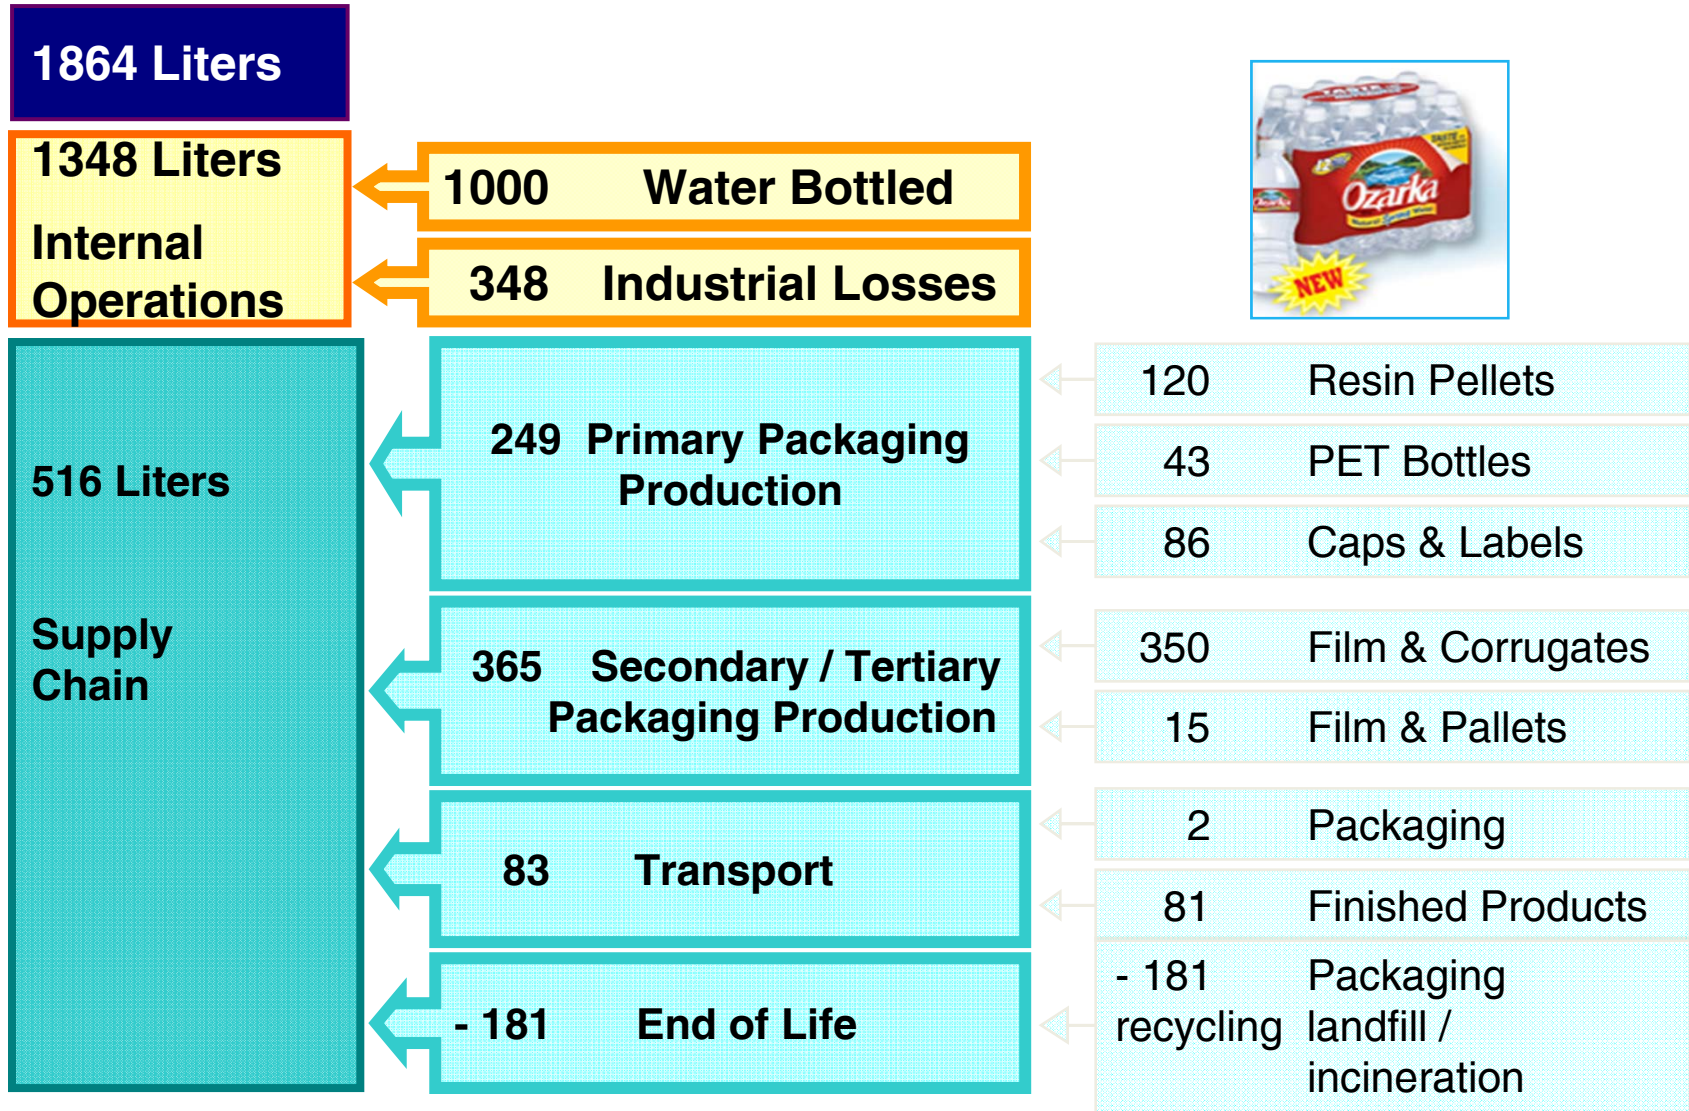 1864 Liters
1348 Liters
Internal
Operations
1000 Water Bottled
348 Industrial Losses
Ozarka
Natural Spring Water
NEW
516 Liters
Supply
Chain
249 Primary Packaging
Production
120 Resin Pellets
43 PET Bottles
86 Caps & Labels
365 Secondary / Tertiary
Packaging Production
350 Film & Corrugates
15 Film & Pallets
83 Transport
2 Packaging
81 Finished Products
- 181 End of Life
- 181 Packaging
recycling landfill /
incineration